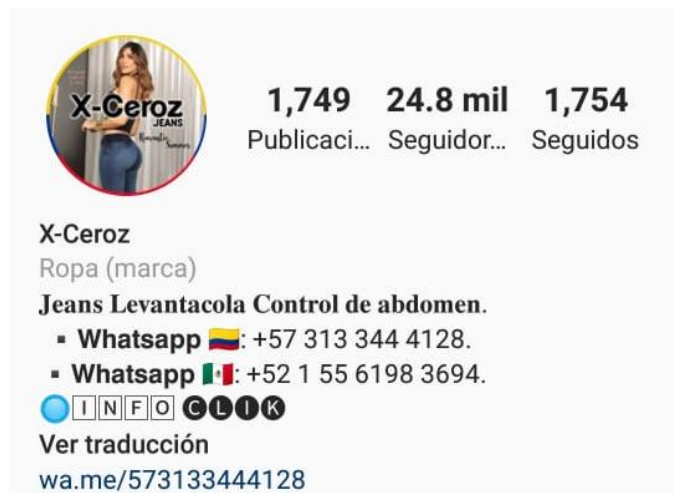 X-Ceroz
JEANS
1,749 24.8 mil 1,754
Publicaci... Seguidor... Seguidos
X-Ceroz
Ropa (marca)
Jeans Levantacola Control de abdomen.
▪ Whatsapp 🇨🇴: +57 313 344 4128.
▪ Whatsapp 🇲🇽: +52 1 55 6198 3694.
🔵🄸🄽🄵🄾 🅒🅛🅘🅚
Ver traducción
wa.me/573133444128